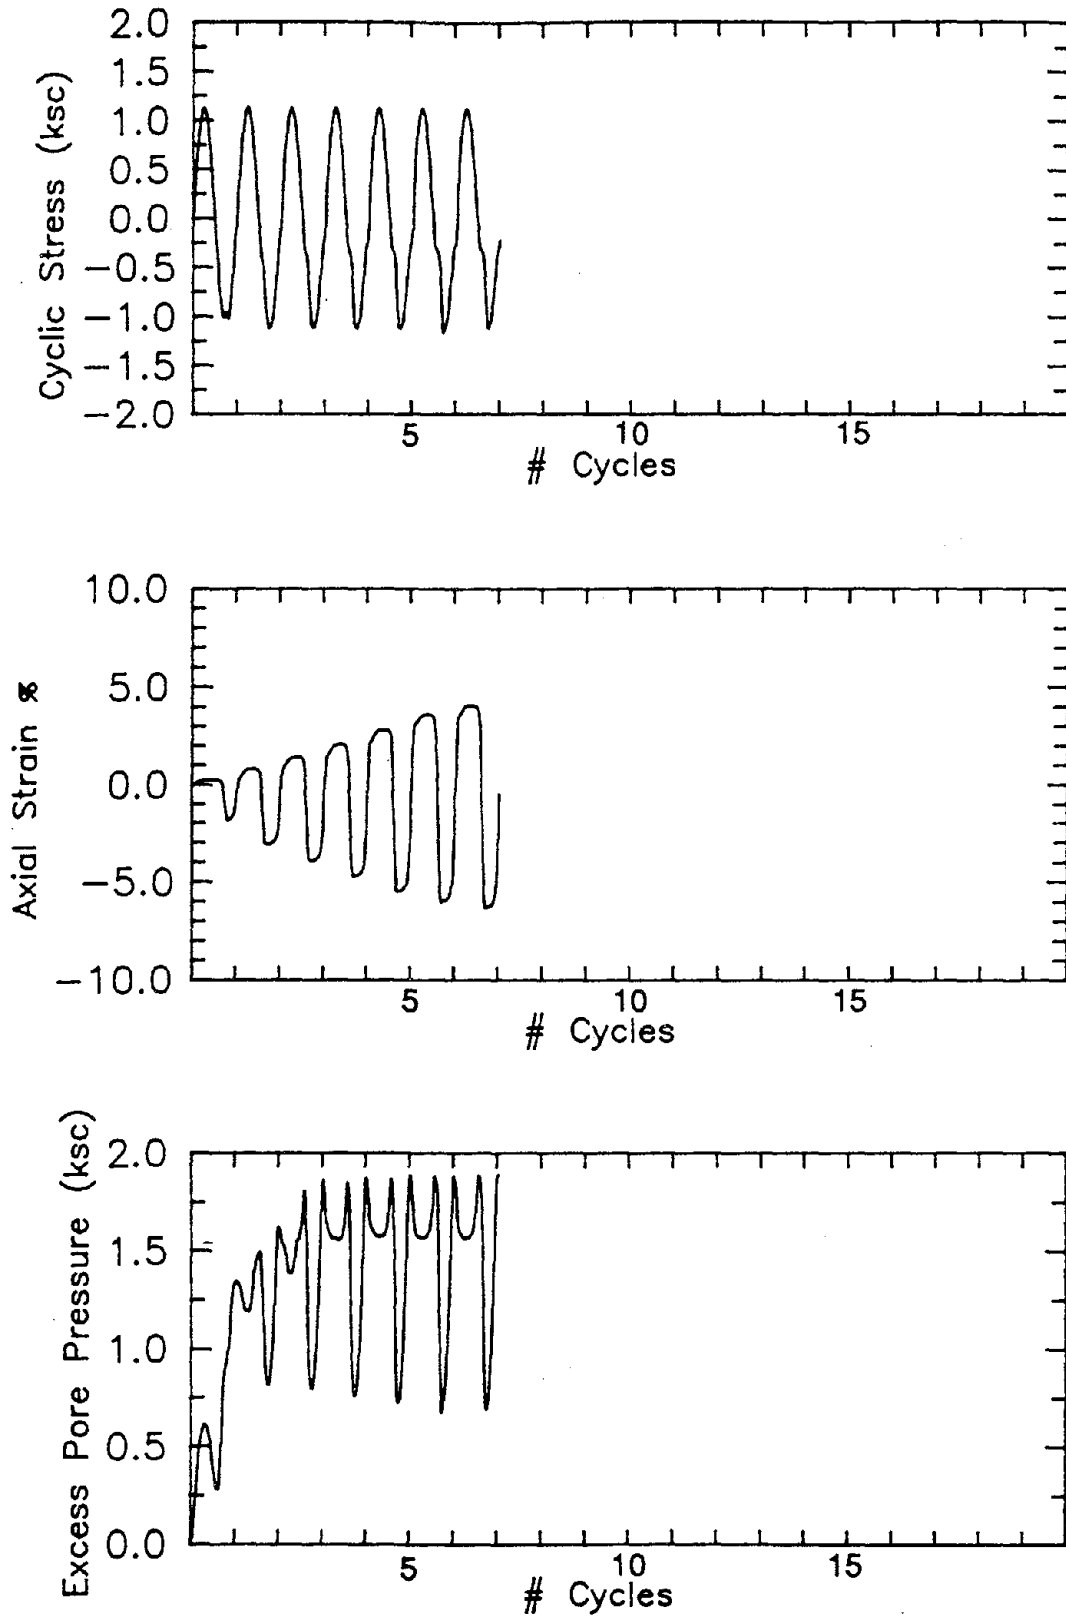 Cyclic Stress (ksc)
2.0
1.5
1.0
0.5
0.0
−0.5
−1.0
−1.5
−2.0
5 10 15
# Cycles
Axial Strain %
10.0
5.0
0.0
−5.0
−10.0
5 10 15
# Cycles
Excess Pore Pressure (ksc)
2.0
1.5
1.0
0.5
0.0
5 10 15
# Cycles